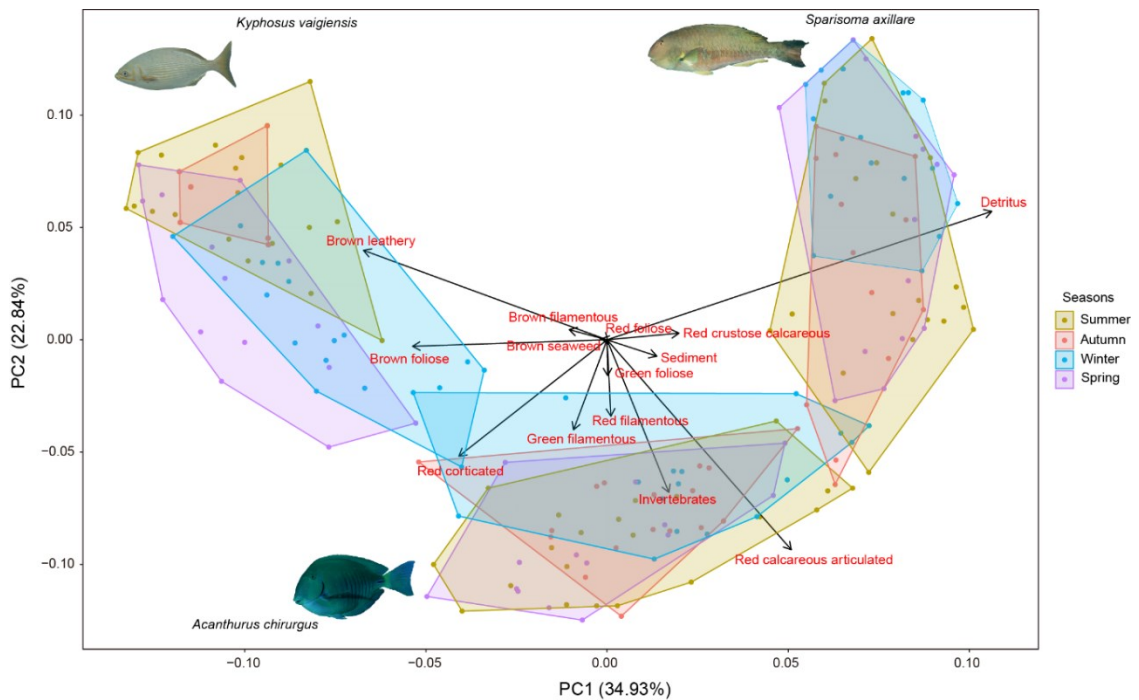 Kyphosus vaigiensis
Sparisoma axillare
0.10
0.05
0.00
−0.05
−0.10
PC2 (22.84%)
Detritus
Brown leathery
Brown filamentous
Red foliose
Red crustose calcareous
Brown seaweed
Brown foliose
Sediment
Green foliose
Red filamentous
Green filamentous
Red corticated
Invertebrates
Red calcareous articulated
Acanthurus chirurgus
Seasons
Summer
Autumn
Winter
Spring
−0.10
−0.05
0.00
0.05
0.10
PC1 (34.93%)